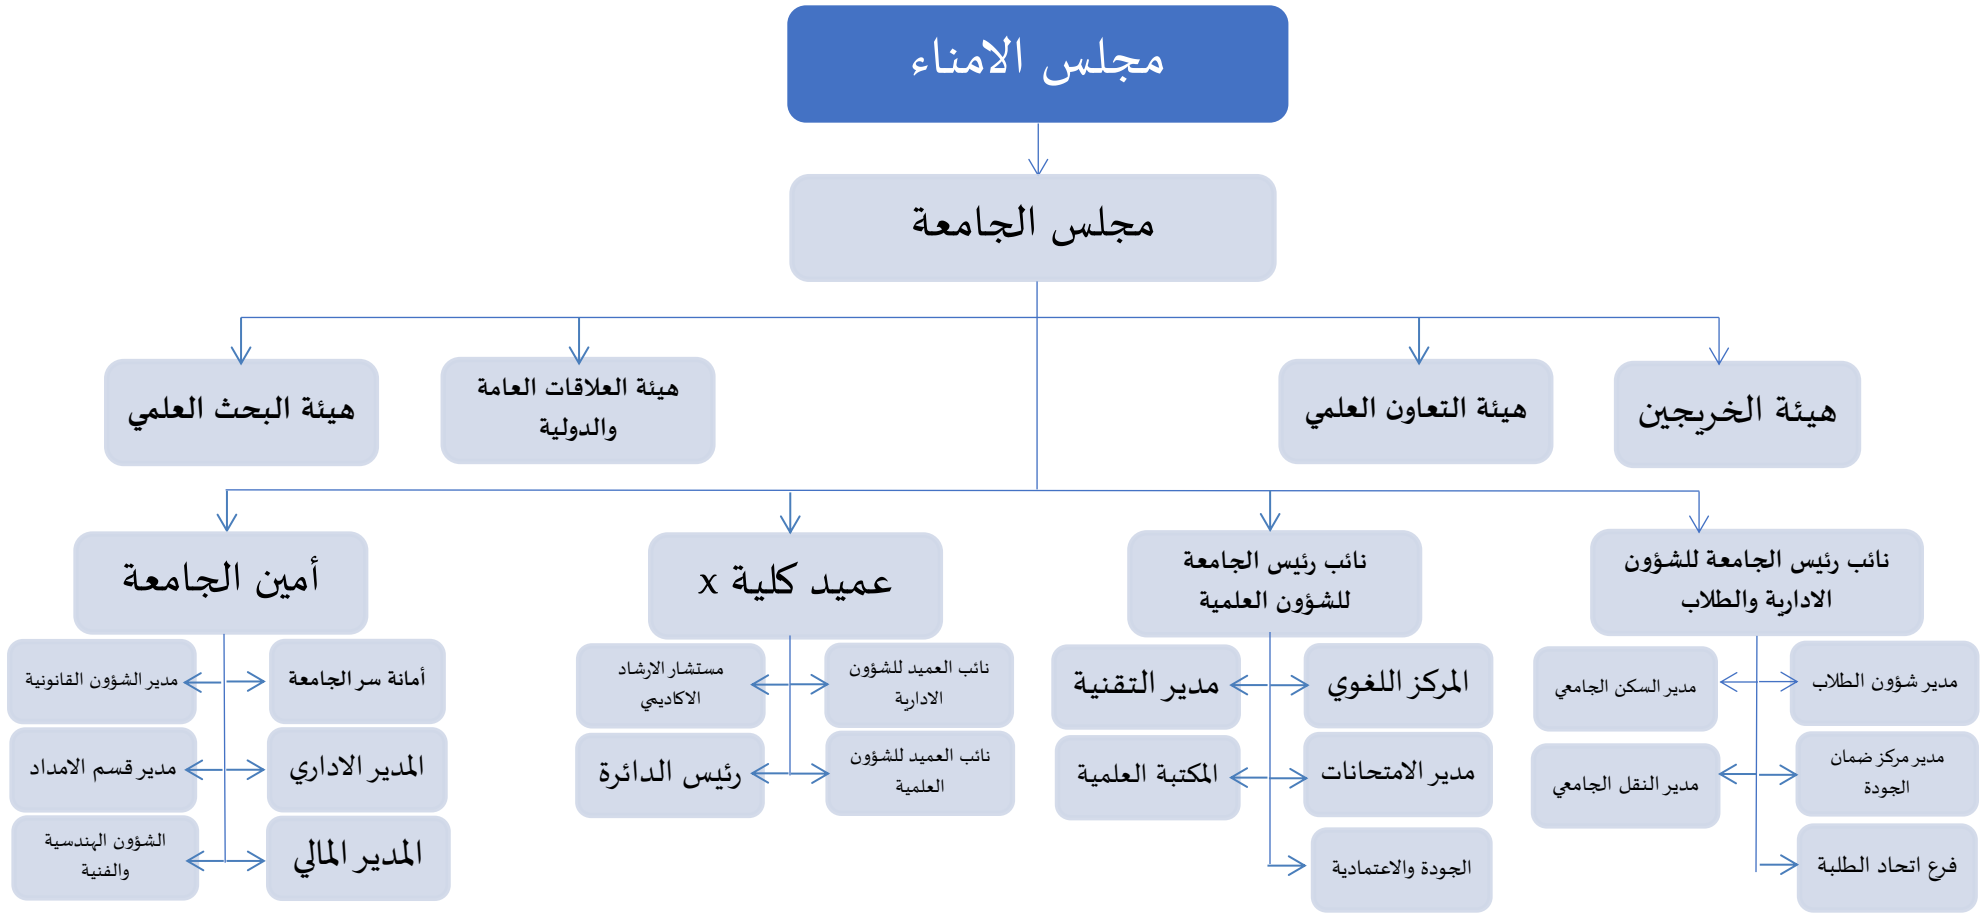 مجلس الامناء
مجلس الجامعة
هيئة الخريجين
هيئة التعاون العلمي
هيئة العلاقات العامة
والدولية
هيئة البحث العلمي
نائب رئيس الجامعة للشؤون
الادارية والطلاب
نائب رئيس الجامعة
للشؤون العلمية
عميد كلية x
أمين الجامعة
مدير شؤون الطلاب
مدير السكن الجامعي
مدير مركز ضمان
الجودة
مدير النقل الجامعي
فرع اتحاد الطلبة
المركز اللغوي
مدير التقنية
مدير الامتحانات
المكتبة العلمية
الجودة والاعتمادية
نائب العميد للشؤون
الادارية
مستشار الارشاد
الاكاديمي
نائب العميد للشؤون
العلمية
رئيس الدائرة
أمانة سر الجامعة
مدير الشؤون القانونية
المدير الاداري
مدير قسم الامداد
المدير المالي
الشؤون الهندسية
والفنية